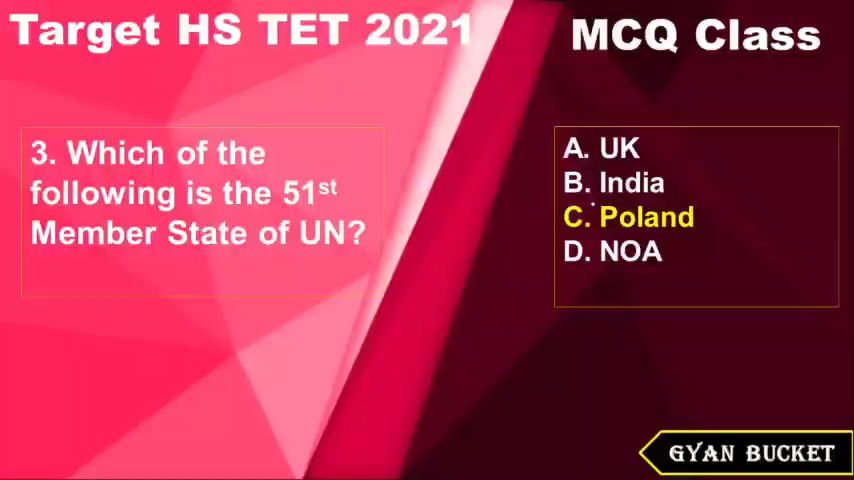 Target HS TET 2021
MCQ Class
3. Which of the
following is the 51st
Member State of UN?
A. UK
B. India
C. Poland
D. NOA
GYAN BUCKET